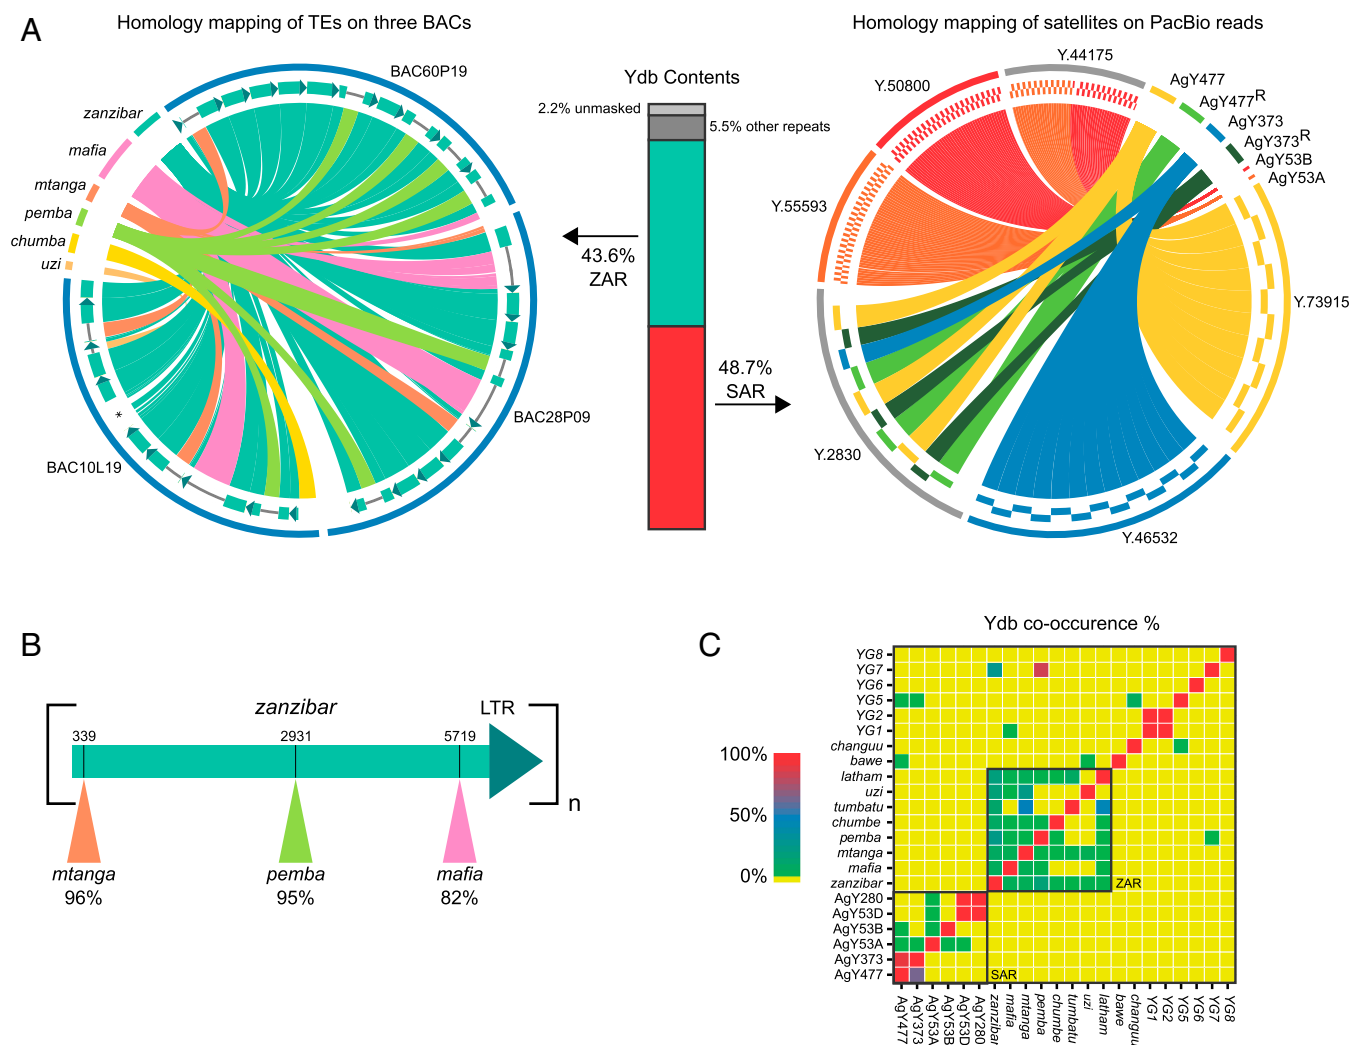 A
Homology mapping of TEs on three BACs
Homology mapping of satellites on PacBio reads
BAC60P19
zanzibar
mafia
mtanga
pemba
chumba
uzi
*
BAC10L19
BAC28P09
Ydb Contents
2.2% unmasked
5.5% other repeats
43.6%
ZAR
48.7%
SAR
Y.44175
Y.50800
Y.55593
Y.2830
Y.46532
Y.73915
AgY477
AgY477R
AgY373
AgY373R
AgY53B
AgY53A
B
zanzibar
LTR
339
2931
5719
n
mtanga
96%
pemba
95%
mafia
82%
C
Ydb co-occurence %
100%
50%
0%
YG8
YG7
YG6
YG5
YG2
YG1
changuu
bawe
latham
uzi
tumbatu
chumbe
pemba
mtanga
mafia
zanzibar
AgY280
AgY53D
AgY53B
AgY53A
AgY373
AgY477
ZAR
SAR
AgY477
AgY373
AgY53A
AgY53B
AgY53D
AgY280
zanzibar
mafia
mtanga
pemba
chumbe
tumbatu
uzi
latham
bawe
changuu
YG1
YG2
YG5
YG6
YG7
YG8